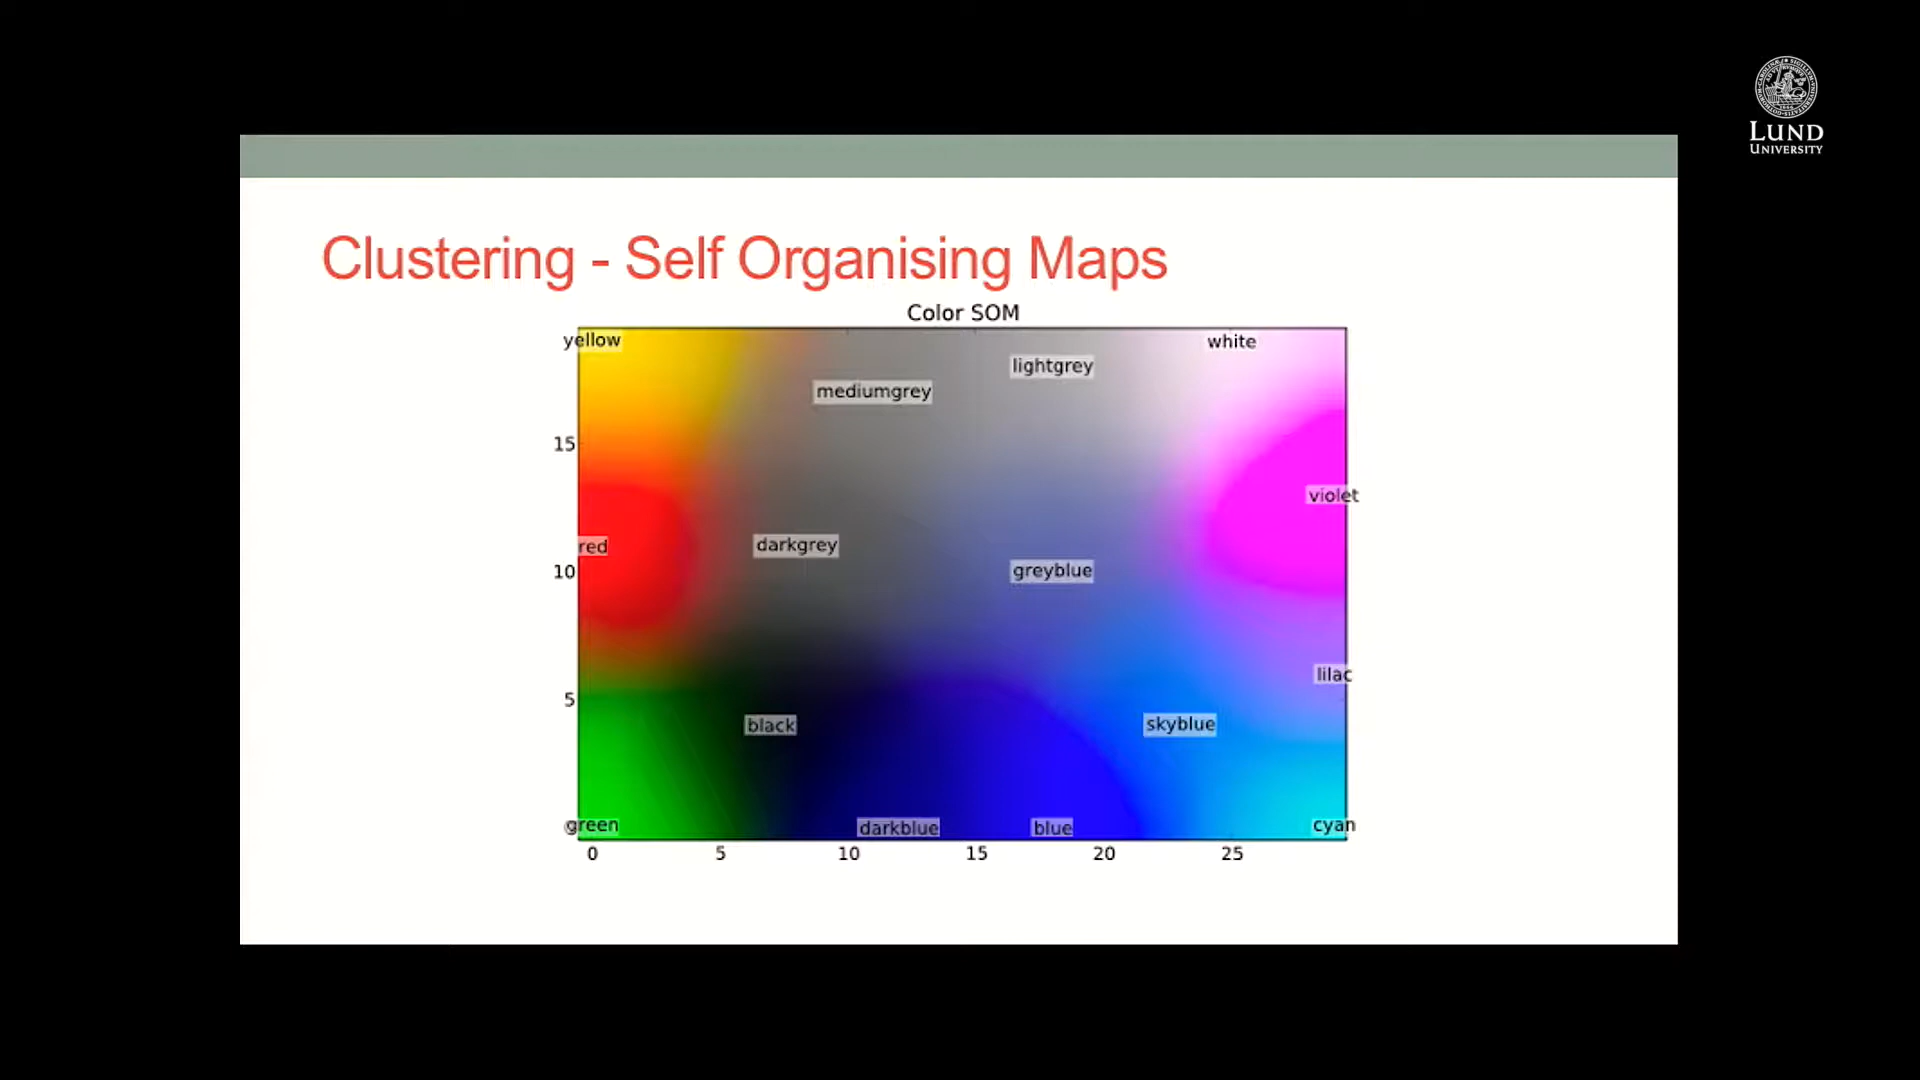 LUND
UNIVERSITY
Clustering - Self Organising Maps
Color SOM
yellow
white
lightgrey
mediumgrey
15
violet
red
darkgrey
10
greyblue
lilac
5
black
skyblue
green
darkblue
blue
cyan
0
5
10
15
20
25